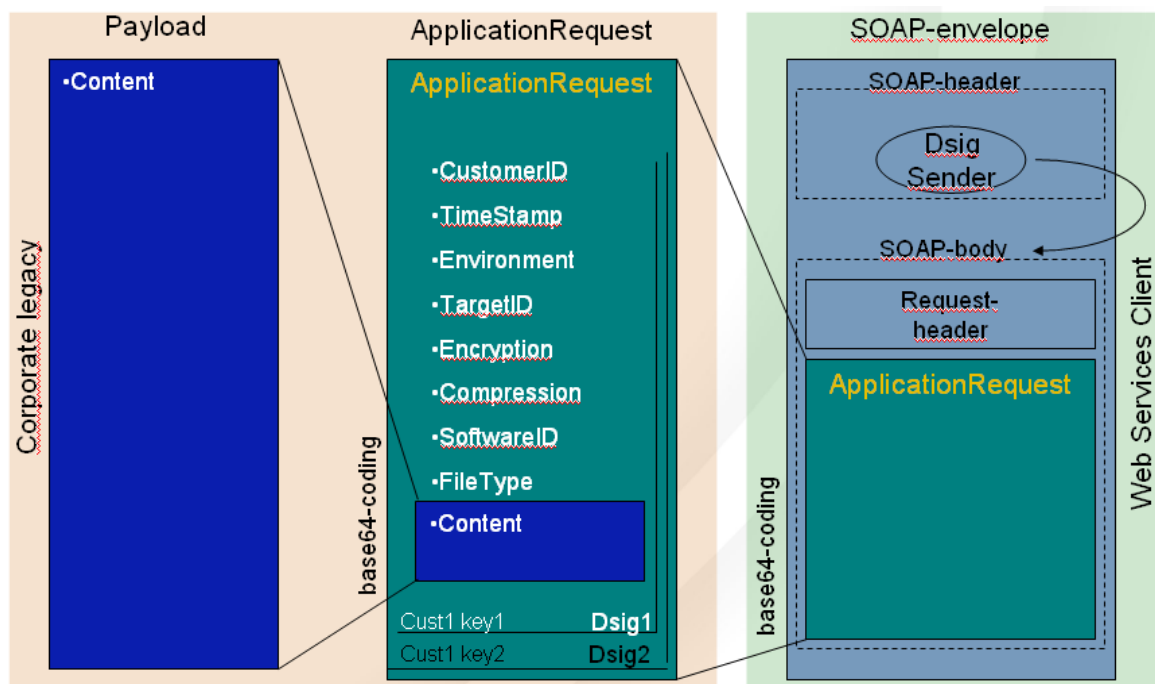 Payload
•Content
Corporate legacy
ApplicationRequest
ApplicationRequest
•CustomerID
•TimeStamp
•Environment
•TargetID
•Encryption
•Compression
•SoftwareID
•FileType
•Content
base64-coding
Cust1 key1 Dsig1
Cust1 key2 Dsig2
SOAP-envelope
SOAP-header
Dsig
Sender
SOAP-body
Request-
header
ApplicationRequest
base64-coding
Web Services Client